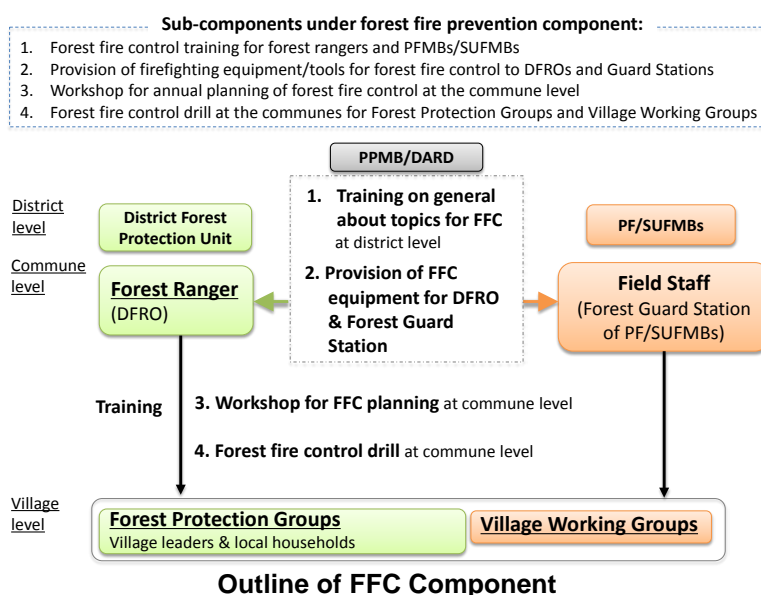 Sub-components under forest fire prevention component:
1. Forest fire control training for forest rangers and PFMBs/SUFMBs
2. Provision of firefighting equipment/tools for forest fire control to DFROs and Guard Stations
3. Workshop for annual planning of forest fire control at the commune level
4. Forest fire control drill at the communes for Forest Protection Groups and Village Working Groups
PPMB/DARD
District
level
District Forest
Protection Unit
1. Training on general
about topics for FFC
at district level
PF/SUFMBs
Commune
level
Forest Ranger
(DFRO)
2. Provision of FFC
equipment for DFRO
& Forest Guard
Station
Field Staff
(Forest Guard Station
of PF/SUFMBs)
Training
3. Workshop for FFC planning at commune level
4. Forest fire control drill at commune level
Village
level
Forest Protection Groups
Village leaders & local households
Village Working Groups
Outline of FFC Component